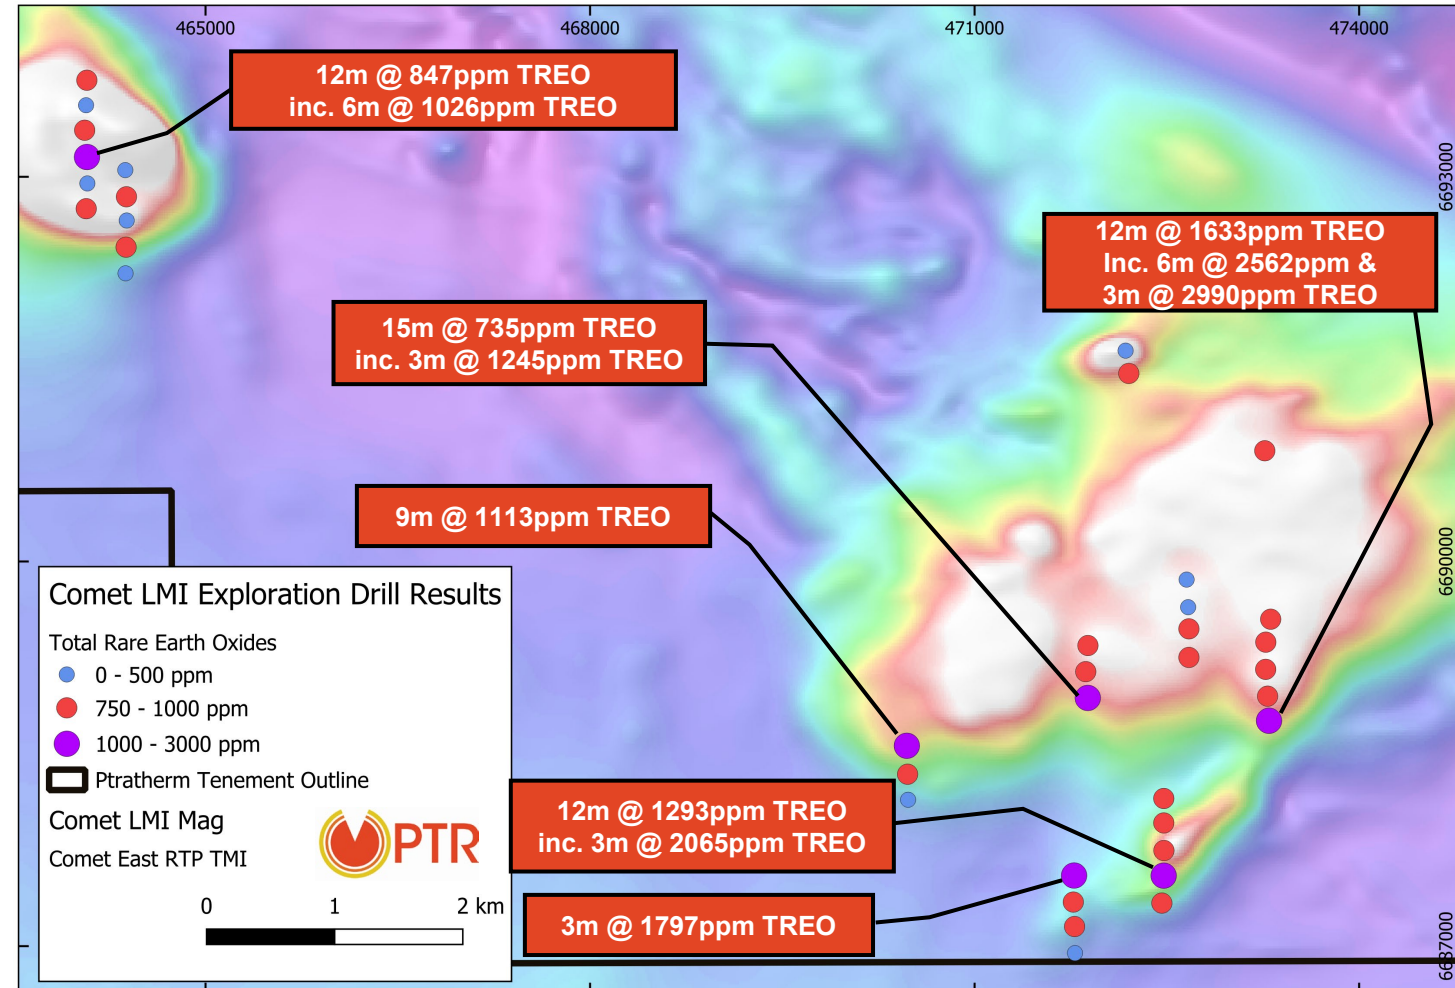 465000
468000
471000
474000
12m @ 847ppm TREO
inc. 6m @ 1026ppm TREO
6693000
12m @ 1633ppm TREO
Inc. 6m @ 2562ppm &
3m @ 2990ppm TREO
15m @ 735ppm TREO
inc. 3m @ 1245ppm TREO
9m @ 1113ppm TREO
6690000
Comet LMI Exploration Drill Results
Total Rare Earth Oxides
0 - 500 ppm
750 - 1000 ppm
1000 - 3000 ppm
Ptratherm Tenement Outline
Comet LMI Mag
Comet East RTP TMI
PTR
0 1 2 km
12m @ 1293ppm TREO
inc. 3m @ 2065ppm TREO
3m @ 1797ppm TREO
6687000